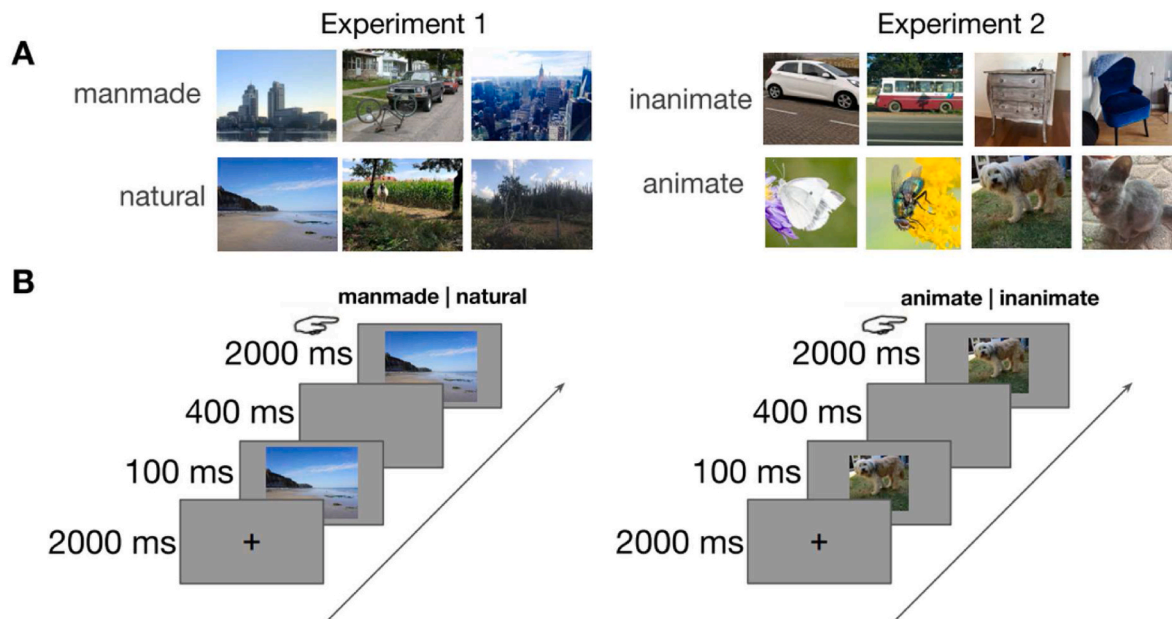 Experiment 1
Experiment 2
A
manmade
inanimate
natural
animate
B
manmade | natural
2000 ms
400 ms
100 ms
2000 ms
+
animate | inanimate
2000 ms
400 ms
100 ms
2000 ms
+